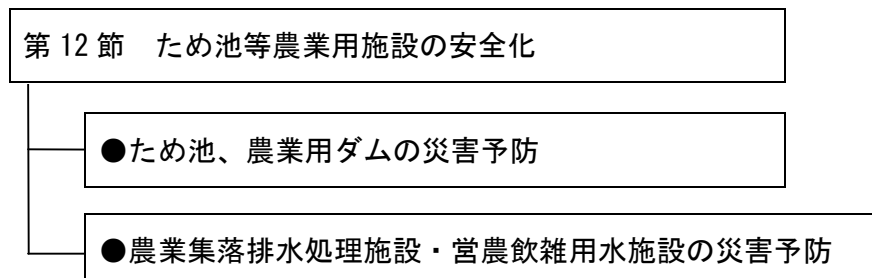 第 12 節　ため池等農業用施設の安全化
●ため池、農業用ダムの災害予防
●農業集落排水処理施設・営農飲雑用水施設の災害予防